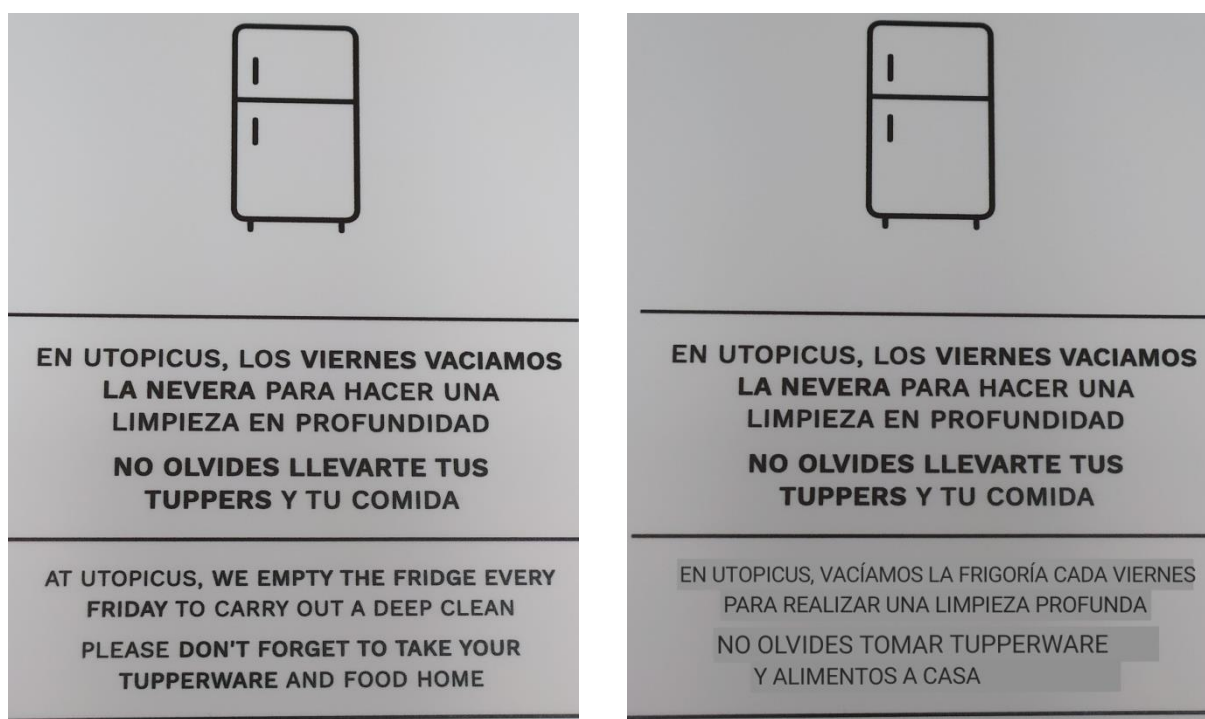 EN UTOPICUS, LOS VIERNES VACIAMOS
LA NEVERA PARA HACER UNA
LIMPIEZA EN PROFUNDIDAD
NO OLVIDES LLEVARTE TUS
TUPPERS Y TU COMIDA
AT UTOPICUS, WE EMPTY THE FRIDGE EVERY
FRIDAY TO CARRY OUT A DEEP CLEAN
PLEASE DON'T FORGET TO TAKE YOUR
TUPPERWARE AND FOOD HOME
EN UTOPICUS, LOS VIERNES VACIAMOS
LA NEVERA PARA HACER UNA
LIMPIEZA EN PROFUNDIDAD
NO OLVIDES LLEVARTE TUS
TUPPERS Y TU COMIDA
EN UTOPICUS, VACÍAMOS LA FRIGORÍA CADA VIERNES
PARA REALIZAR UNA LIMPIEZA PROFUNDA
NO OLVIDES TOMAR TUPPERWARE
Y ALIMENTOS A CASA